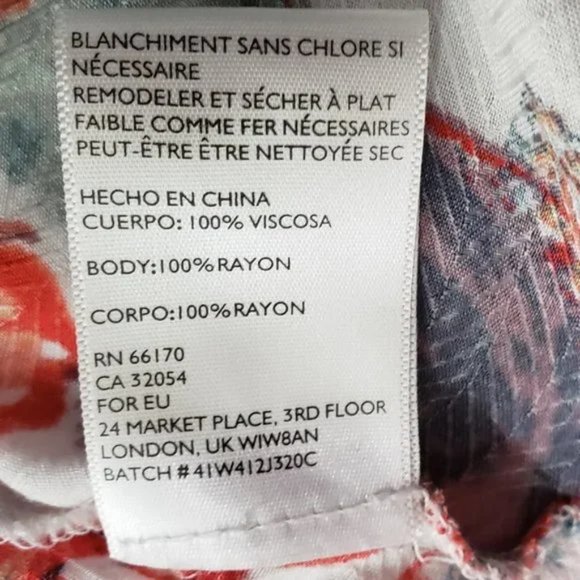 BLANCHIMENT SANS CHLORE SI
NÉCESSAIRE
REMODELER ET SÉCHER À PLAT
FAIBLE COMME FER NÉCESSAIRES
PEUT-ÊTRE ÊTRE NETTOYÉE SEC
HECHO EN CHINA
CUERPO: 100% VISCOSA
BODY:100% RAYON
CORPO:100% RAYON
RN 66170
CA 32054
FOR EU
24 MARKET PLACE, 3RD FLOOR
LONDON, UK WIW8AN
BATCH # 41W412J320C